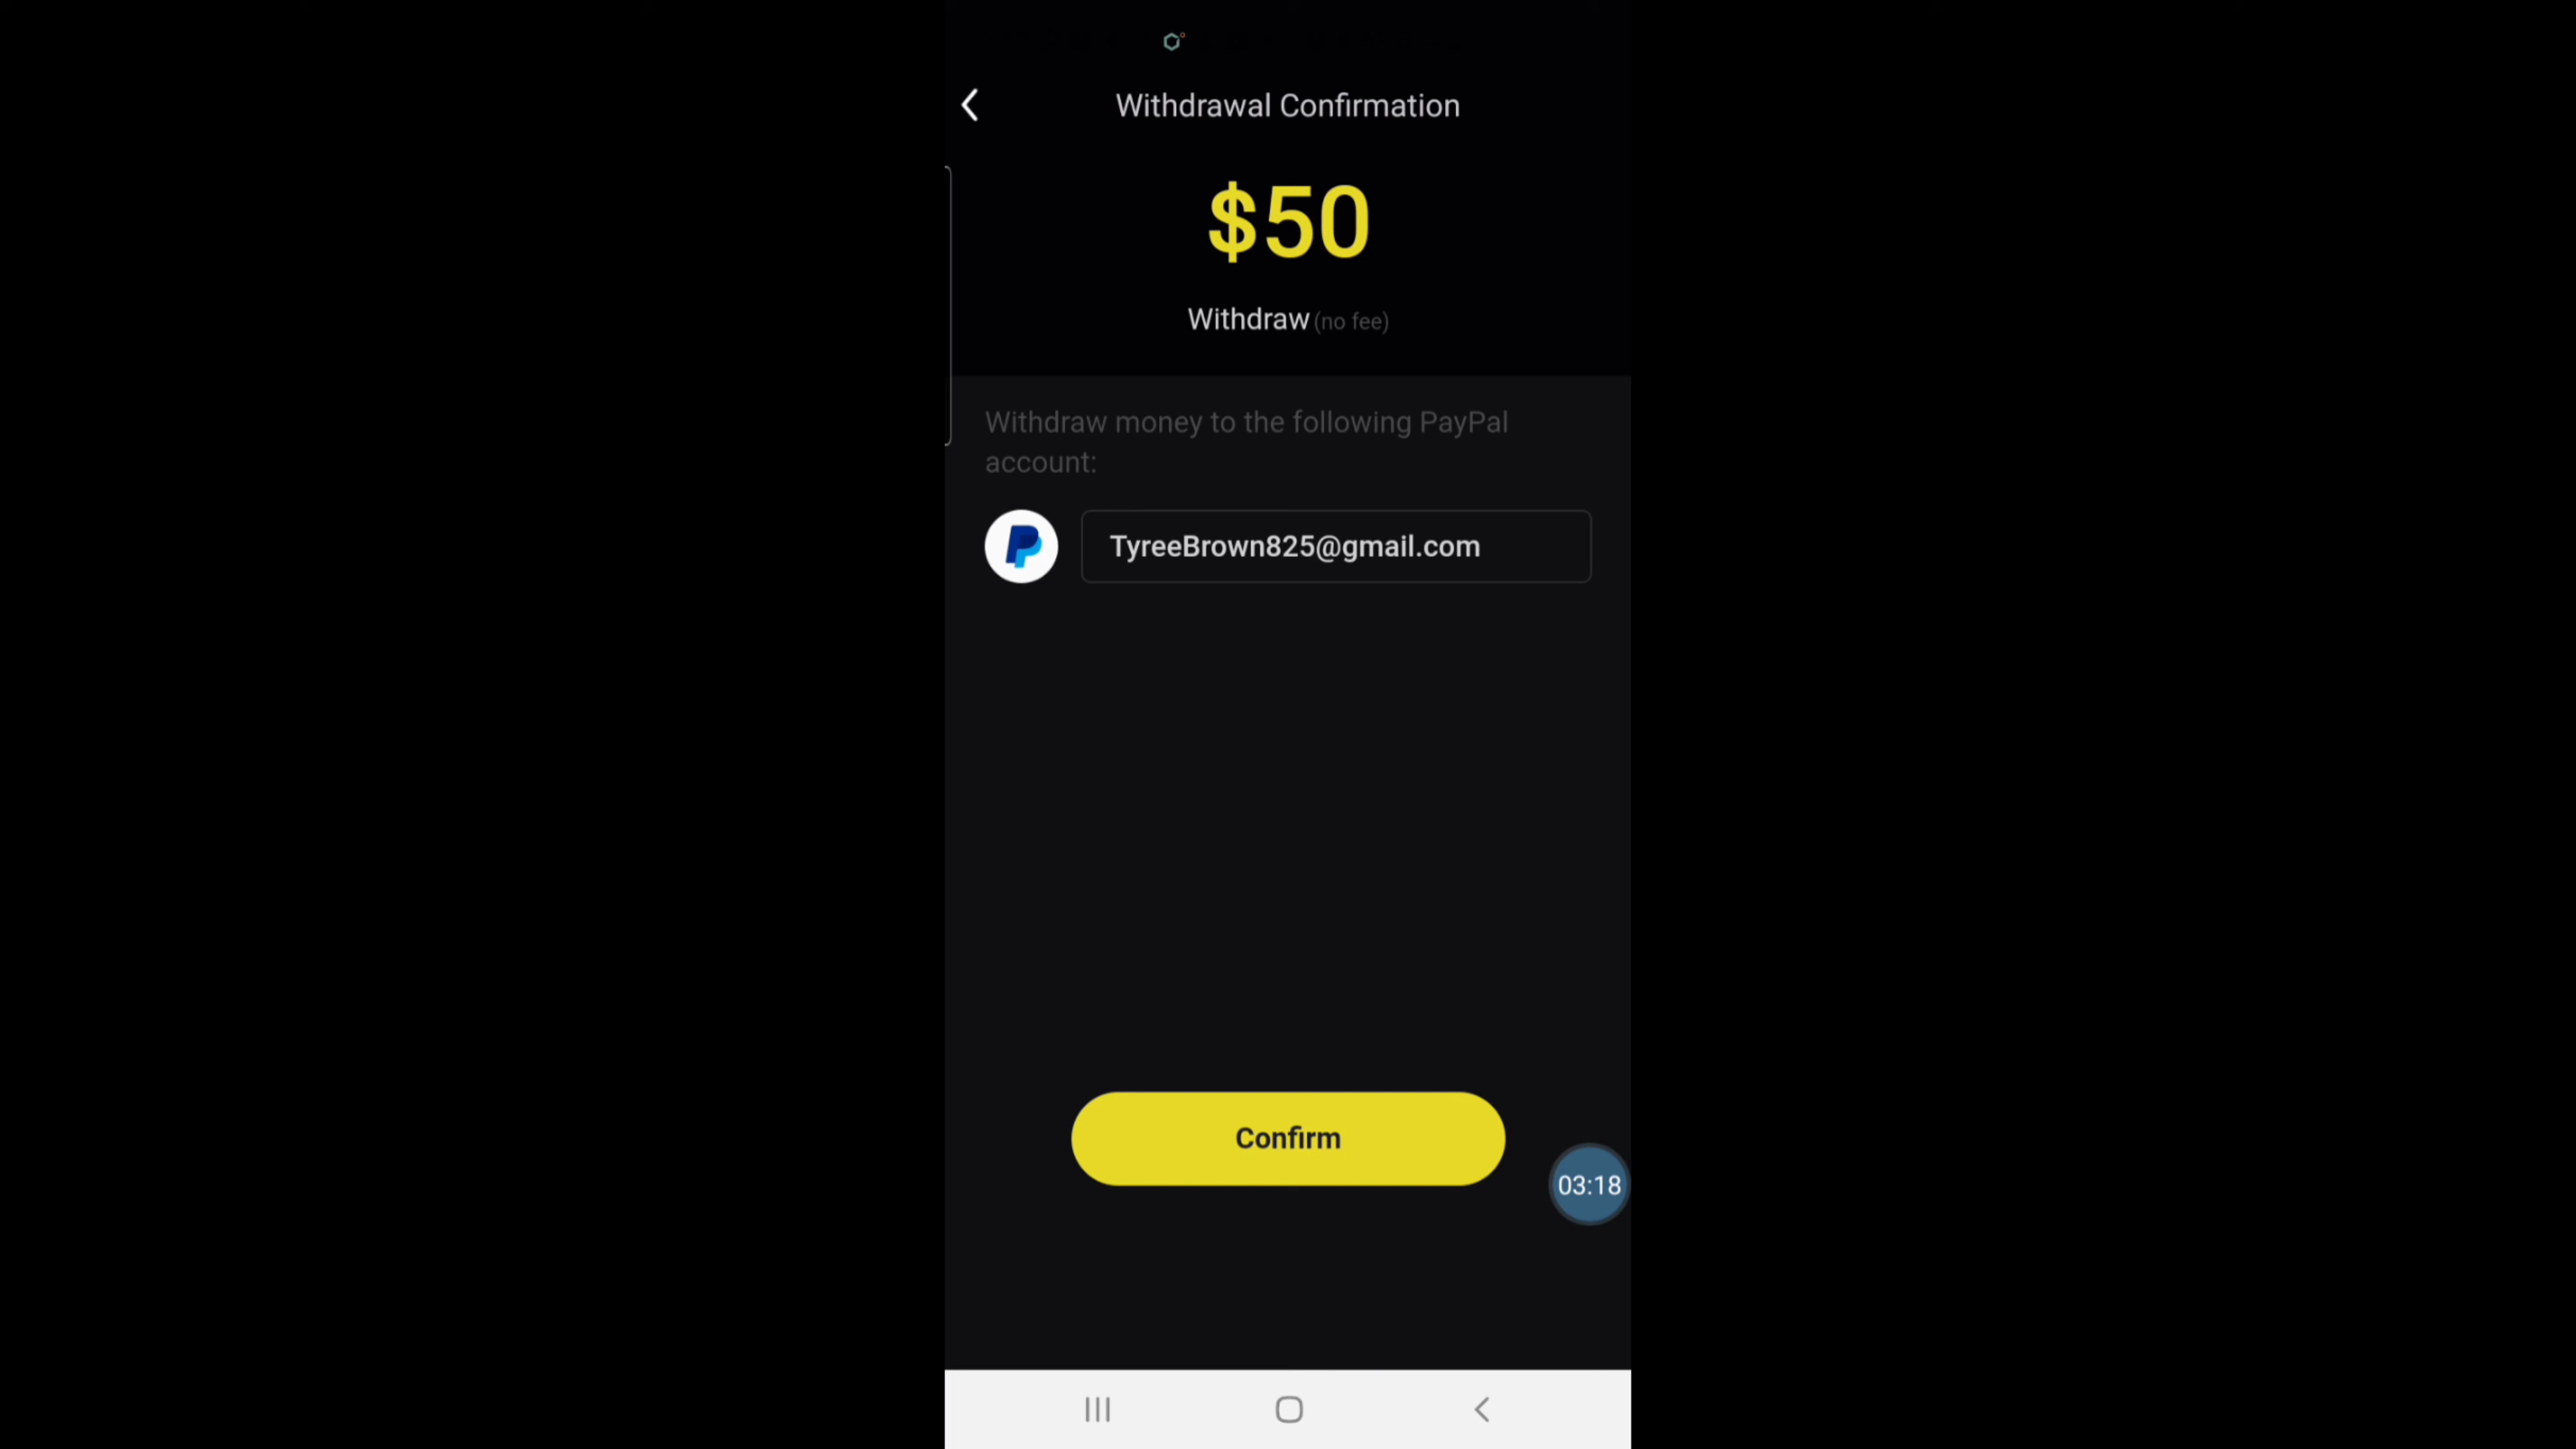 Withdrawal Confirmation
$50
Withdraw (no fee)
Withdraw money to the following PayPal
account:
TyreeBrown825@gmail.com
Confirm
03:18